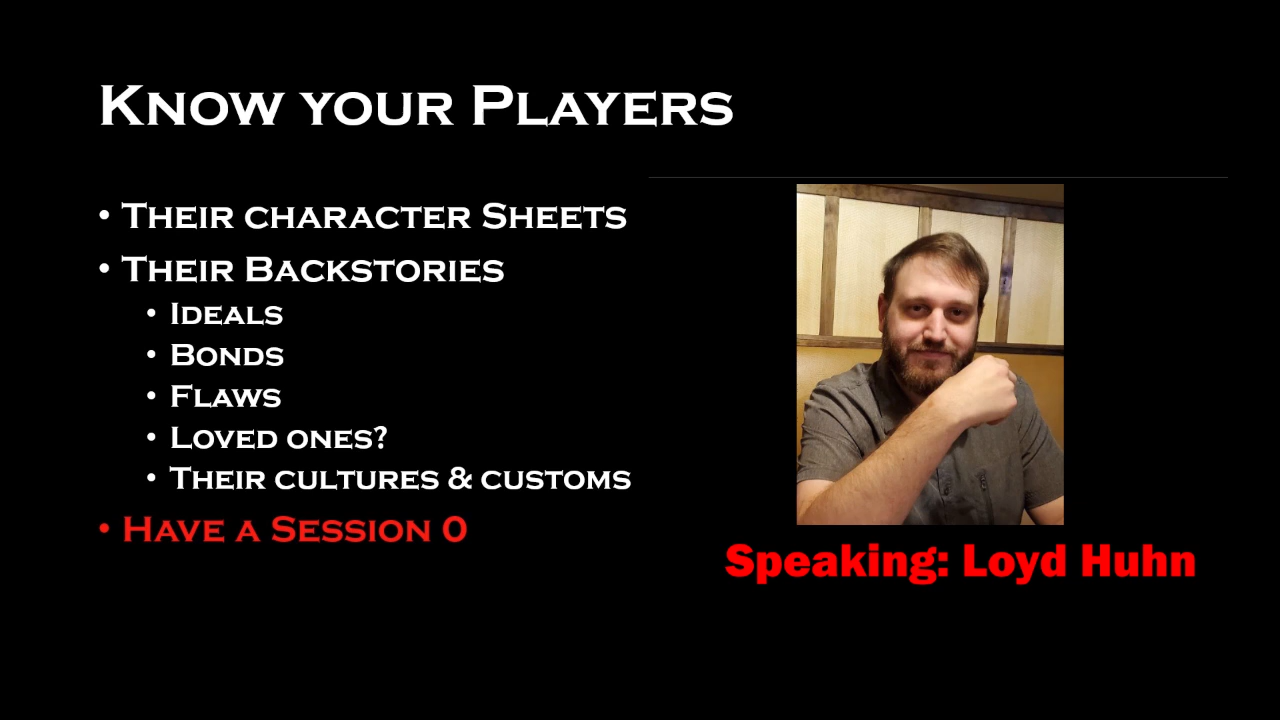 Know your Players
• Their character Sheets
• Their Backstories
• Ideals
• Bonds
• Flaws
• Loved ones?
• Their cultures & customs
• Have a Session 0
Speaking: Loyd Huhn